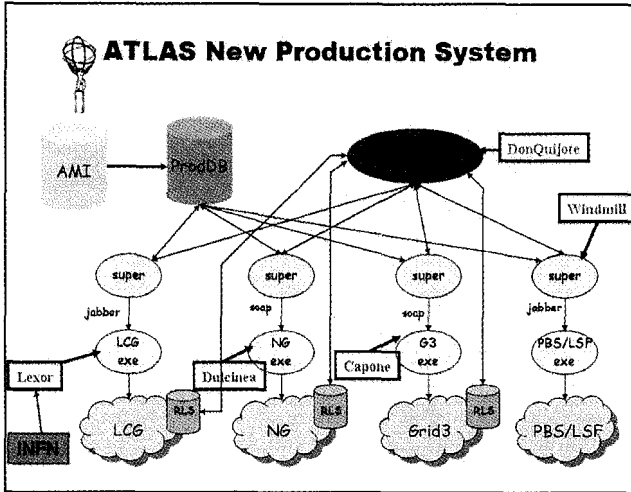 ATLAS New Production System
AMI
ProdDB
DonQuijote
Windmill
super
super
super
super
jabber
soap
soap
jabber
LCG
exe
NG
exe
G3
exe
PBS/LSF
exe
Lexor
Dulcinea
Capone
RLS
RLS
RLS
INFN
LCG
NG
Grid3
PBS/LSF